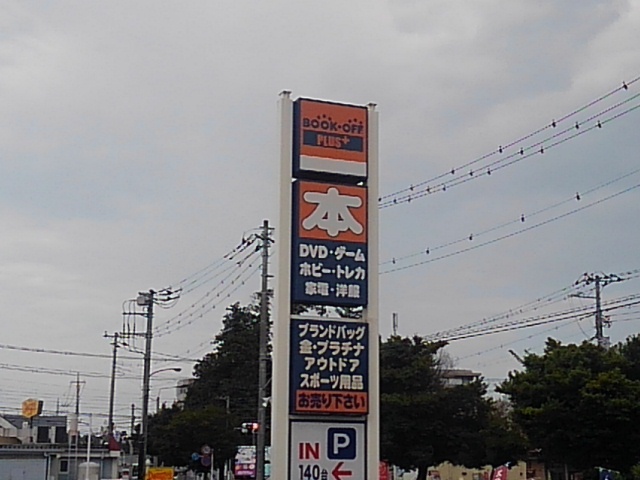 BOOK・OFF
PLUS+
本
DVD・ゲーム
ホビー・トレカ
家電・洋服
ブランドバッグ
金・プラチナ
アウトドア
スポーツ用品
お売り下さい
IN P
140台